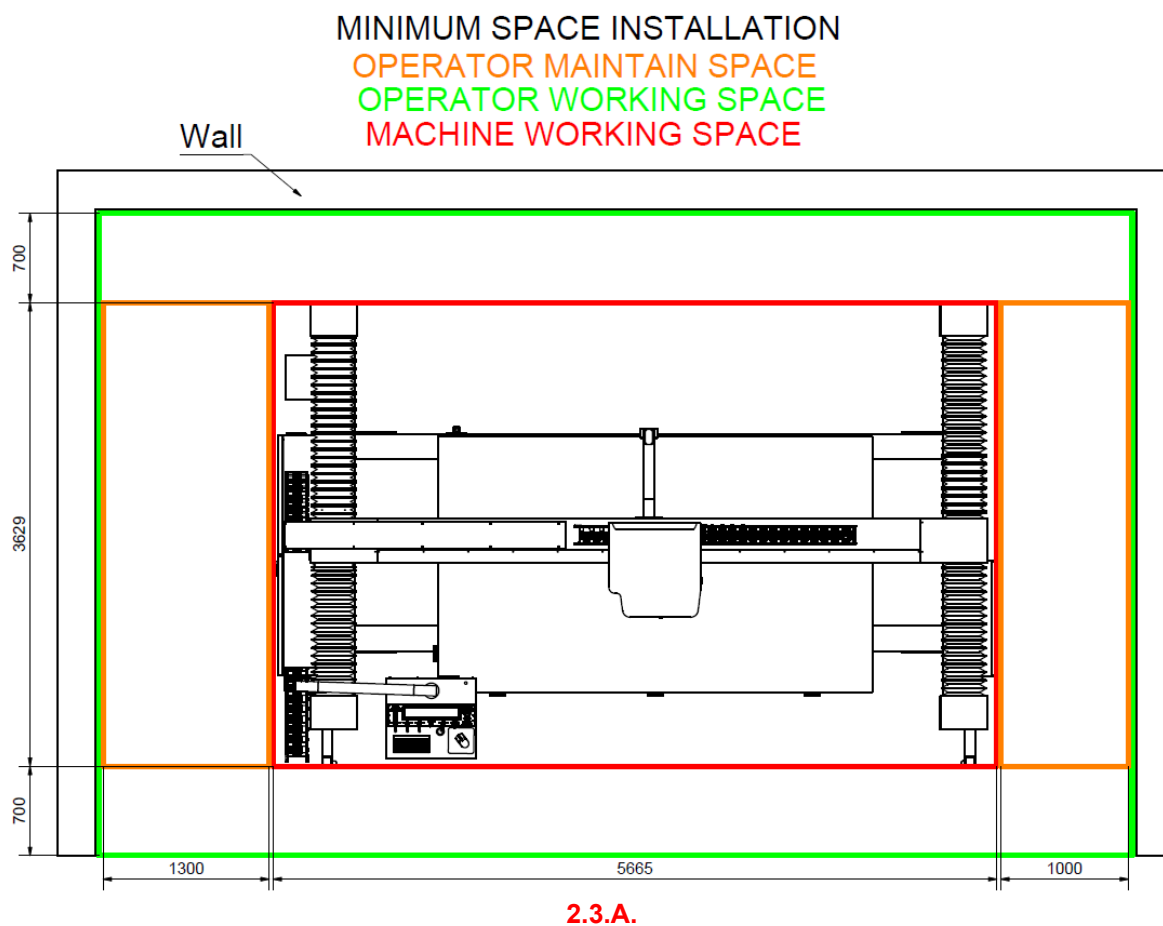 MINIMUM SPACE INSTALLATION
OPERATOR MAINTAIN SPACE
OPERATOR WORKING SPACE
MACHINE WORKING SPACE
Wall
700
3629
700
1300
5665
1000
2.3.A.